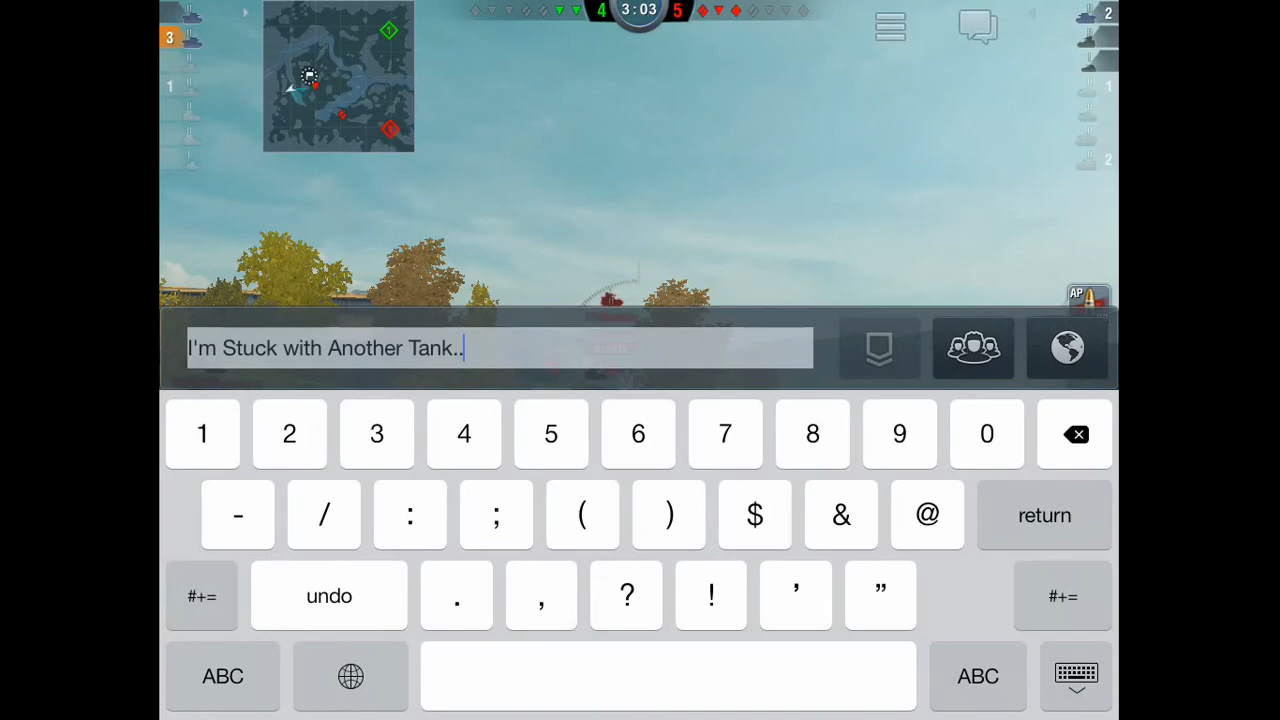 3
1
4
3:03
5
2
1
2
1
AP
I'm Stuck with Another Tank..
1 2 3 4 5 6 7 8 9 0
- / : ; ( ) $ & @ return
#+= undo . , ? ! ’ ” #+=
ABC ABC